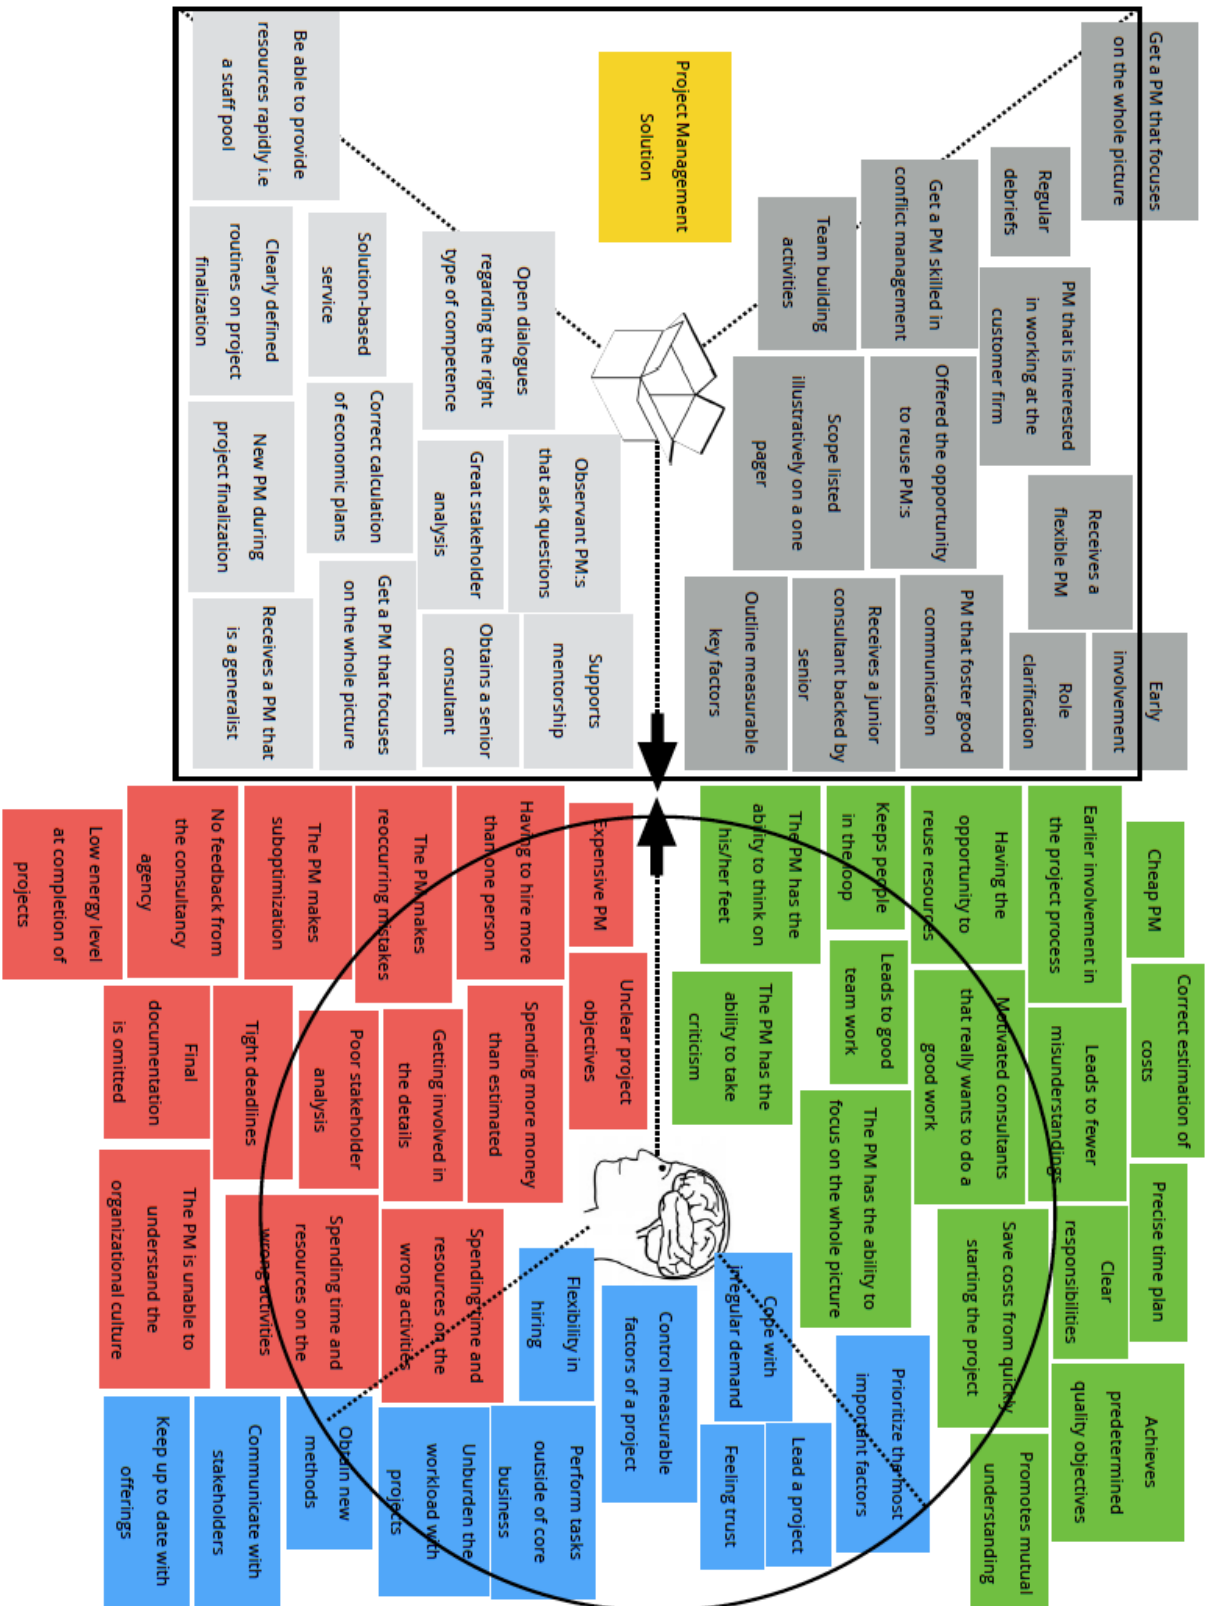 Get a PM that focuses
on the whole picture
Regular
debriefs
PM that is interested
in working at the
customer firm
Receives a
flexible PM
Early
involvement
Role
clarification
Get a PM skilled in
conflict management
Offered the opportunity
to reuse PM:s
PM that foster good
communication
Team building
activities
Scope listed
illustratively on a one
pager
Receives a junior
consultant backed by
senior
Outline measurable
key factors
Project Management
Solution
Open dialogues
regarding the right
type of competence
Observant PM:s
that ask questions
Supports
mentorship
Great stakeholder
analysis
Obtains a senior
consultant
Solution-based
service
Correct calculation
of economic plans
Get a PM that focuses
on the whole picture
Be able to provide
resources rapidly i.e
a staff pool
Clearly defined
routines on project
finalization
New PM during
project finalization
Receives a PM that
is a generalist
Cheap PM
Correct estimation of
costs
Precise time plan
Achieves
predetermined
quality objectives
Earlier involvement in
the project process
Leads to fewer
misunderstandings
Clear
responsibilities
Promotes mutual
understanding
Having the
opportunity to
reuse resources
Motivated consultants
that really wants to do a
good work
Save costs from quickly
starting the project
Keeps people
in the loop
Leads to good
team work
The PM has the ability to
focus on the whole picture
The PM has the
ability to think on
his/her feet
The PM has the
ability to take
criticism
Prioritize the most
important factors
Cope with
irregular demand
Lead a project
Feeling trust
Control measurable
factors of a project
Flexibility in
hiring
Perform tasks
outside of core
business
Unburden the
workload with
projects
Obtain new
methods
Communicate with
stakeholders
Keep up to date with
offerings
Expensive PM
Unclear project
objectives
Having to hire more
than one person
Spending more money
than estimated
Spending time and
resources on the
wrong activities
The PM makes
reoccurring mistakes
Getting involved in
the details
The PM makes
suboptimization
Poor stakeholder
analysis
Spending time and
resources on the
wrong activities
No feedback from
the consultancy
agency
Tight deadlines
Low energy level
at completion of
projects
Final
documentation
is omitted
The PM is unable to
understand the
organizational culture